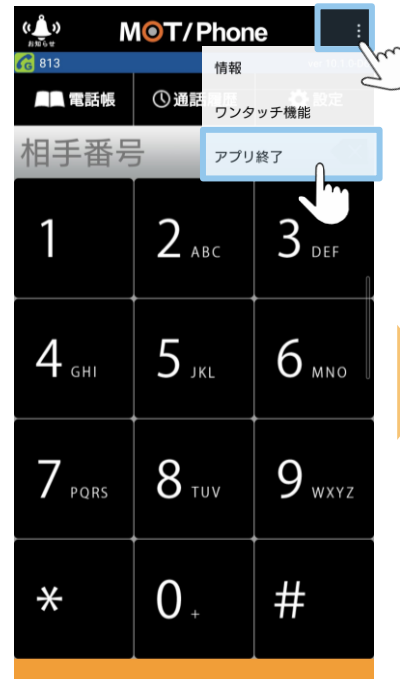 お知らせ
MOT/Phone
813
情報
電話帳
通話
設定
ワンタッチ機能
相手番号
アプリ終了
1
2 ABC
3 DEF
4 GHI
5 JKL
6 MNO
7 PQRS
8 TUV
9 WXYZ
*
0 +
#